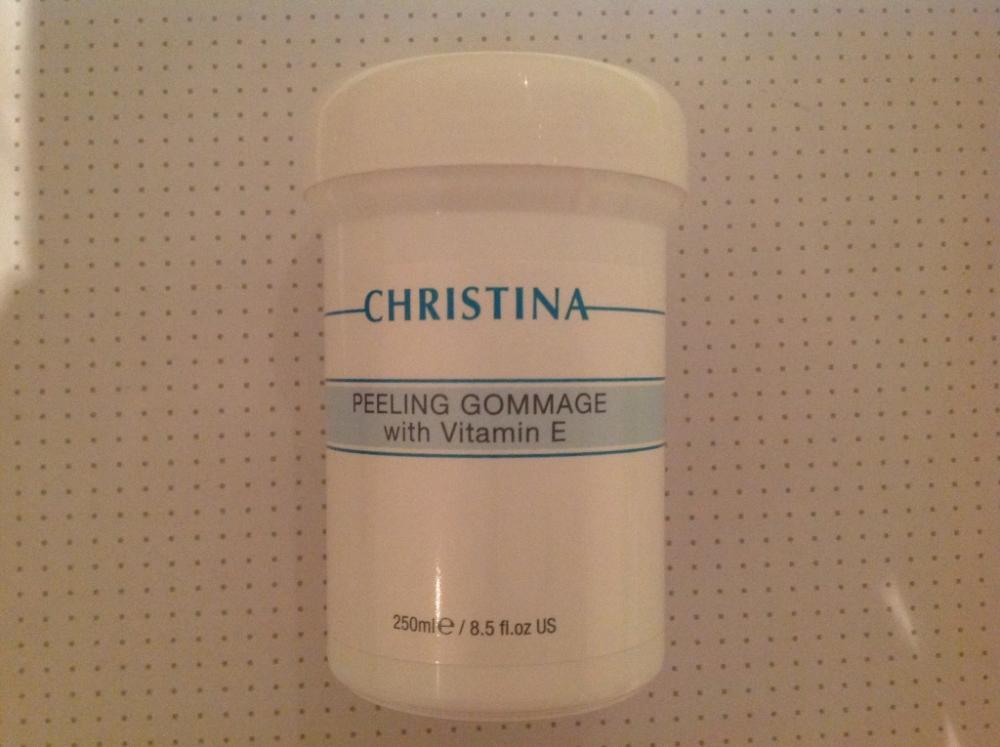 CHRISTINA
PEELING GOMMAGE
with Vitamin E
250ml℮ / 8.5 fl.oz US